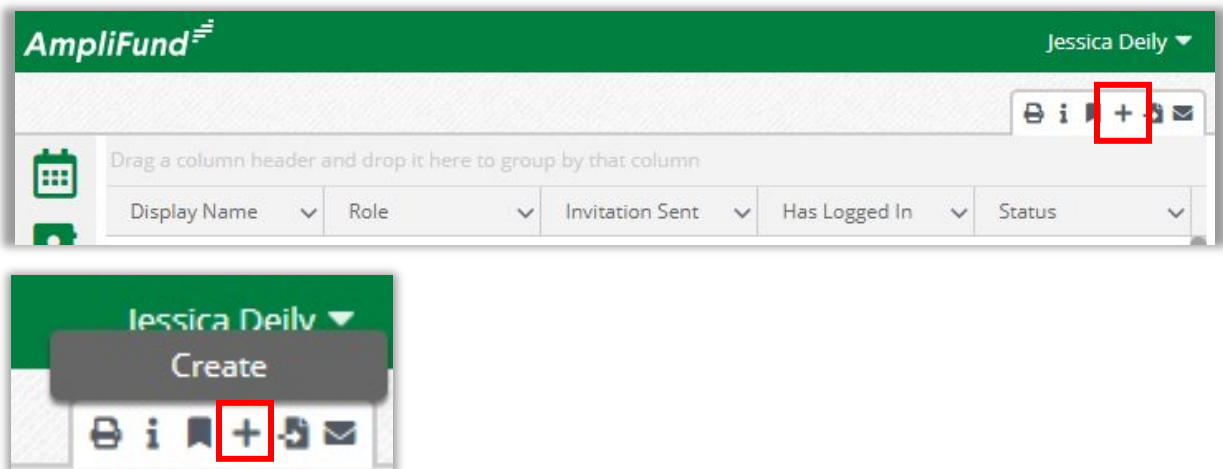 AmpliFund
Jessica Deily
Drag a column header and drop it here to group by that column
Display Name Role Invitation Sent Has Logged In Status
Jessica Deily
Create